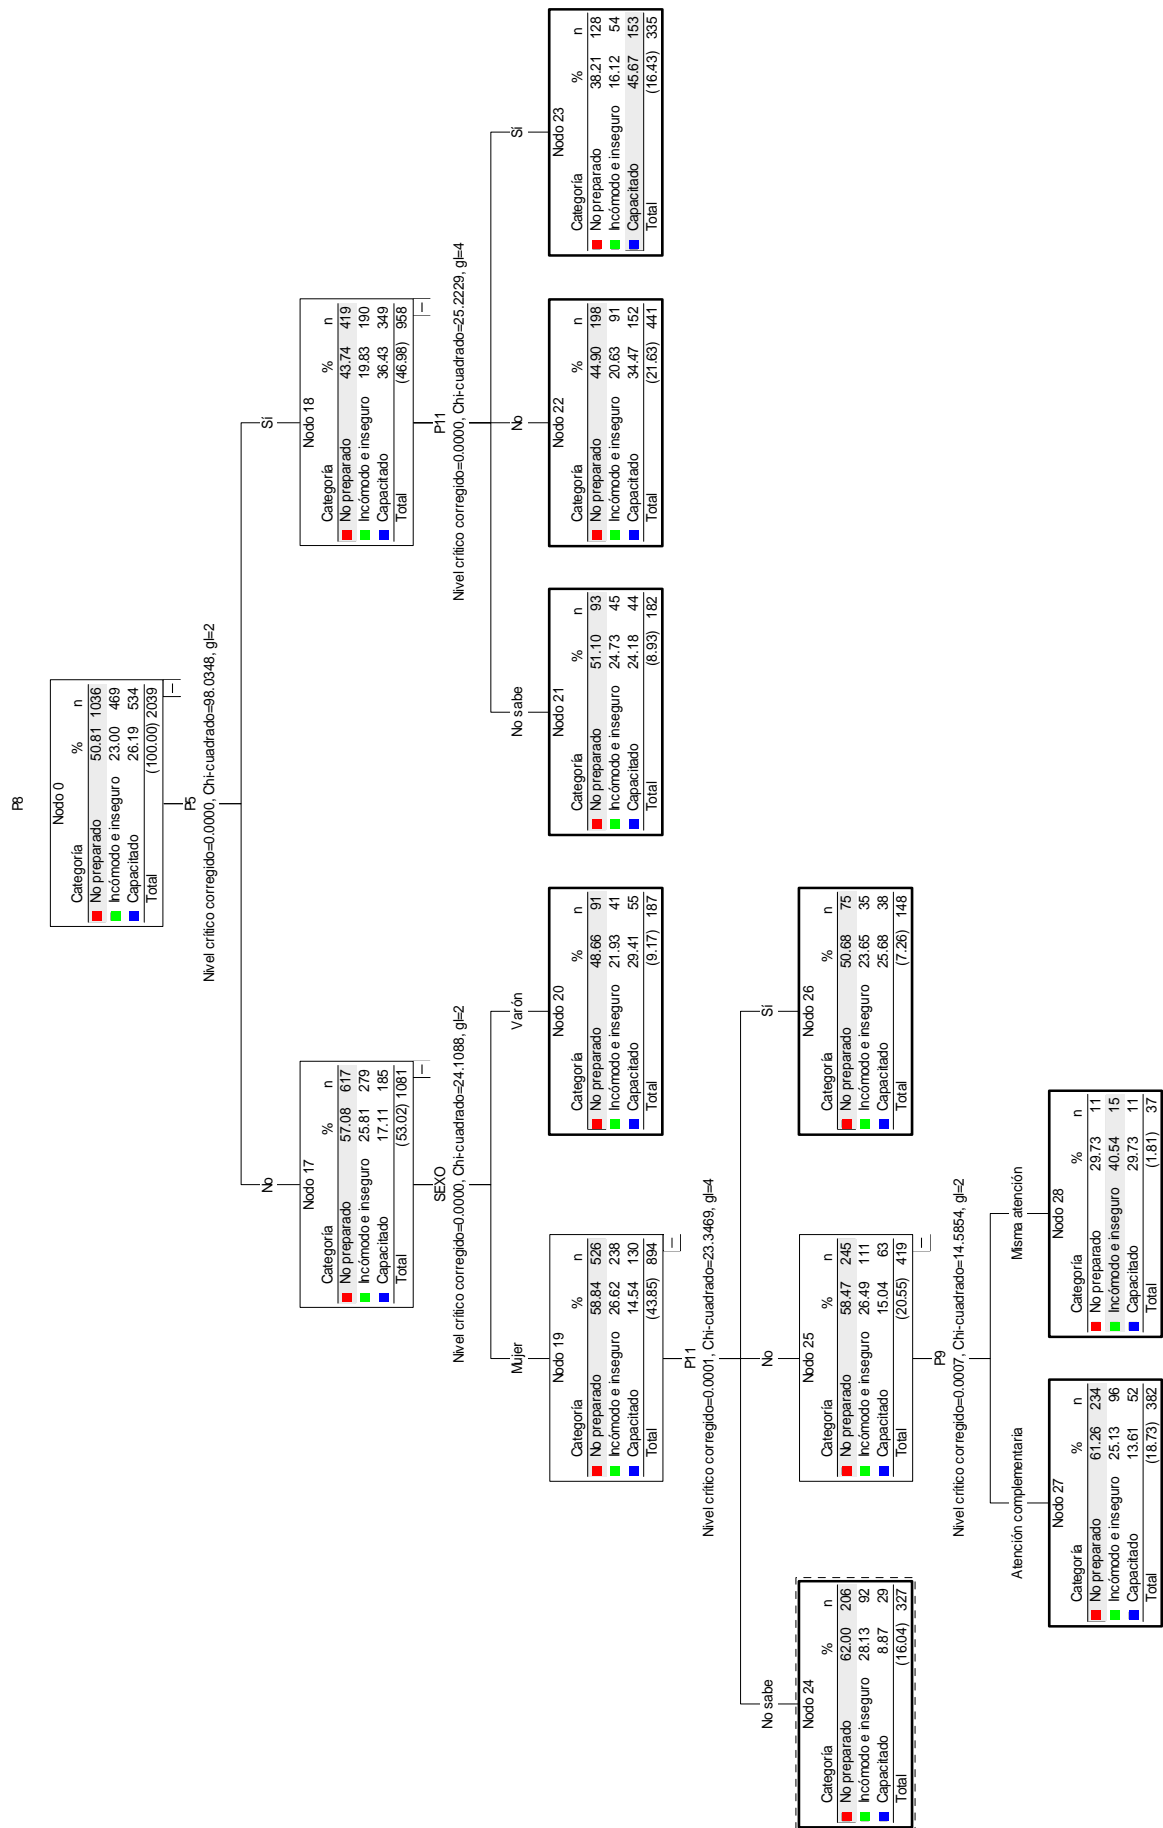 P8
Nodo 0
Categoría % n
No preparado 50.81 1036
Incómodo e inseguro 23.00 469
Capacitado 26.19 534
Total (100.00) 2039
P5
Nivel crítico corregido=0.0000, Chi-cuadrado=98.0348, gl=2
No
Nodo 17
Categoría % n
No preparado 57.08 617
Incómodo e inseguro 25.81 279
Capacitado 17.11 185
Total (53.02) 1081
Sí
Nodo 18
Categoría % n
No preparado 43.74 419
Incómodo e inseguro 19.83 190
Capacitado 36.43 349
Total (46.98) 958
SEXO
Nivel crítico corregido=0.0000, Chi-cuadrado=24.1088, gl=2
P11
Nivel crítico corregido=0.0000, Chi-cuadrado=25.2229, gl=4
Mujer
Nodo 19
Categoría % n
No preparado 58.84 526
Incómodo e inseguro 26.62 238
Capacitado 14.54 130
Total (43.85) 894
Varón
Nodo 20
Categoría % n
No preparado 48.66 91
Incómodo e inseguro 21.93 41
Capacitado 29.41 55
Total (9.17) 187
No sabe
Nodo 21
Categoría % n
No preparado 51.10 93
Incómodo e inseguro 24.73 45
Capacitado 24.18 44
Total (8.93) 182
No
Nodo 22
Categoría % n
No preparado 44.90 198
Incómodo e inseguro 20.63 91
Capacitado 34.47 152
Total (21.63) 441
Sí
Nodo 23
Categoría % n
No preparado 38.21 128
Incómodo e inseguro 16.12 54
Capacitado 45.67 153
Total (16.43) 335
P11
Nivel crítico corregido=0.0001, Chi-cuadrado=23.3469, gl=4
No sabe
Nodo 24
Categoría % n
No preparado 62.00 206
Incómodo e inseguro 28.13 92
Capacitado 8.87 29
Total (16.04) 327
No
Nodo 25
Categoría % n
No preparado 58.47 245
Incómodo e inseguro 26.49 111
Capacitado 15.04 63
Total (20.55) 419
Sí
Nodo 26
Categoría % n
No preparado 50.68 75
Incómodo e inseguro 23.65 35
Capacitado 25.68 38
Total (7.26) 148
P9
Nivel crítico corregido=0.0007, Chi-cuadrado=14.5854, gl=2
Atención complementaria
Nodo 27
Categoría % n
No preparado 61.26 234
Incómodo e inseguro 25.13 96
Capacitado 13.61 52
Total (18.73) 382
Misma atención
Nodo 28
Categoría % n
No preparado 29.73 11
Incómodo e inseguro 40.54 15
Capacitado 29.73 11
Total (1.81) 37